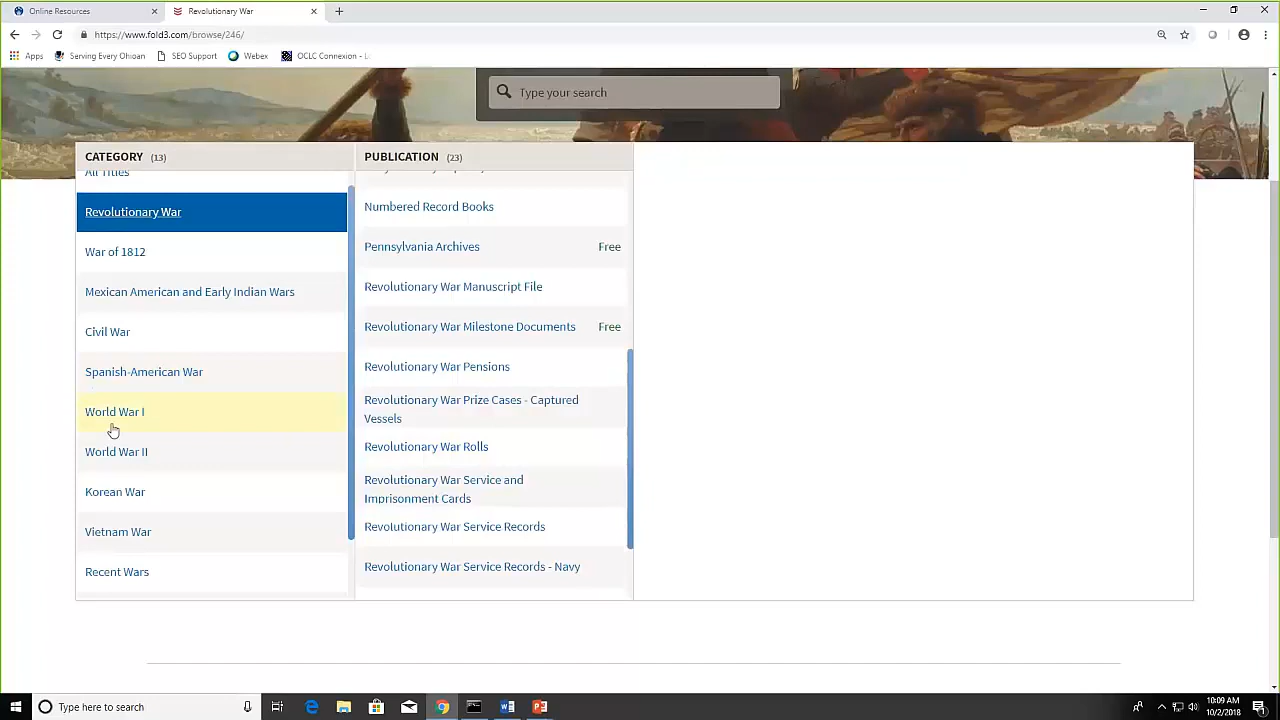 Online Resources
Revolutionary War
https://www.fold3.com/browse/246/
Apps
Serving Every Ohioan
SEO Support
Webex
OCLC Connexion - L
Type your search
CATEGORY (13)
PUBLICATION (23)
All Titles
Revolutionary War
War of 1812
Mexican American and Early Indian Wars
Civil War
Spanish-American War
World War I
World War II
Korean War
Vietnam War
Recent Wars
Numbered Record Books
Pennsylvania Archives Free
Revolutionary War Manuscript File
Revolutionary War Milestone Documents Free
Revolutionary War Pensions
Revolutionary War Prize Cases - Captured
Vessels
Revolutionary War Rolls
Revolutionary War Service and
Imprisonment Cards
Revolutionary War Service Records
Revolutionary War Service Records - Navy
Type here to search
10:09 AM
10/2/2018